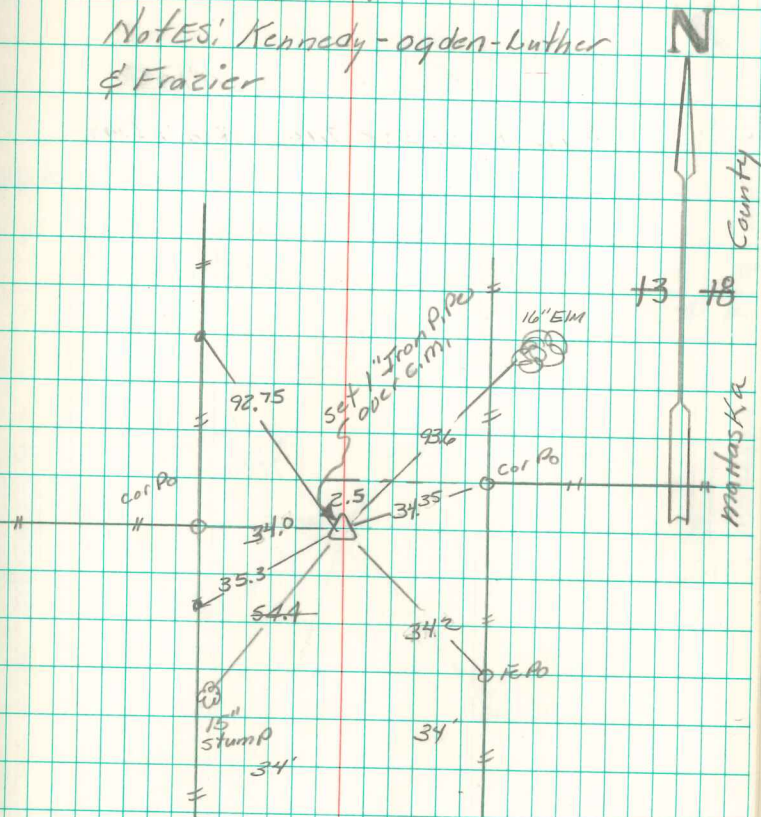 NotES: Kennedy-ogden-Luther
& Frazier
N
County
13 18
Mahaska
16" Elm
set 1" Iron Pipe
over c.m.
92.75
93.6
cor Po
cor Po
2.5
34.35
34.0
35.3
54.4
34.2
FE Po
15"
stump
34'
34'